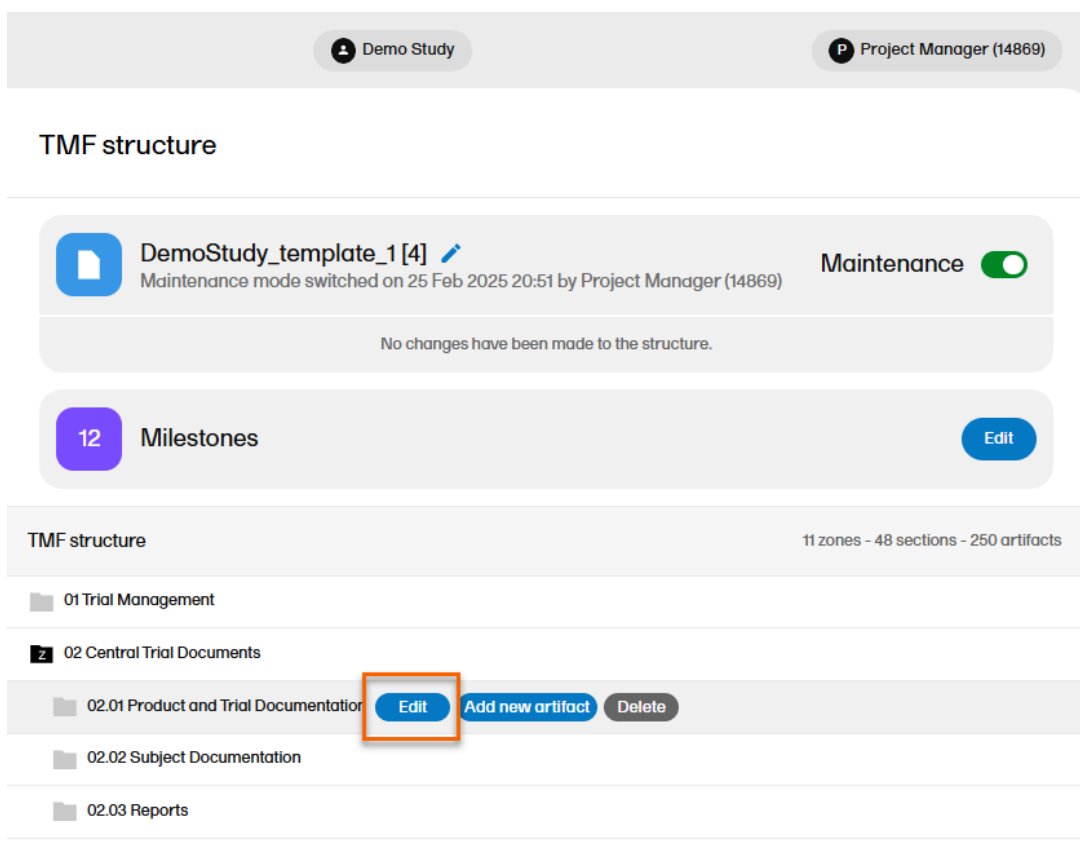 Demo Study
P Project Manager (14869)
TMF structure
DemoStudy_template_1 [4]
Maintenance mode switched on 25 Feb 2025 20:51 by Project Manager (14869)
Maintenance
No changes have been made to the structure.
12 Milestones
Edit
TMF structure
11 zones - 48 sections - 250 artifacts
01 Trial Management
Z 02 Central Trial Documents
02.01 Product and Trial Documentation Edit Add new artifact Delete
02.02 Subject Documentation
02.03 Reports